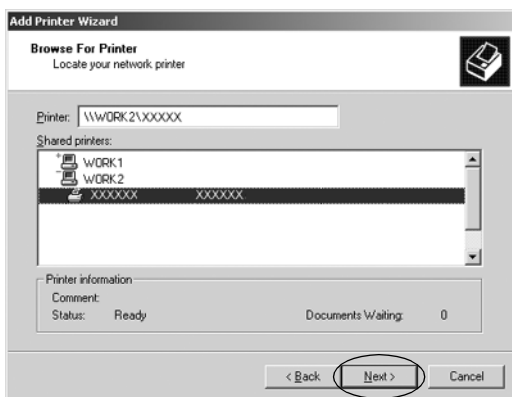 Add Printer Wizard
Browse For Printer
Locate your network printer
Printer: \\WORK2\XXXXX
Shared printers:
WORK1
WORK2
XXXXXX XXXXXX
Printer information
Comment:
Status: Ready Documents Waiting: 0
< Back Next > Cancel